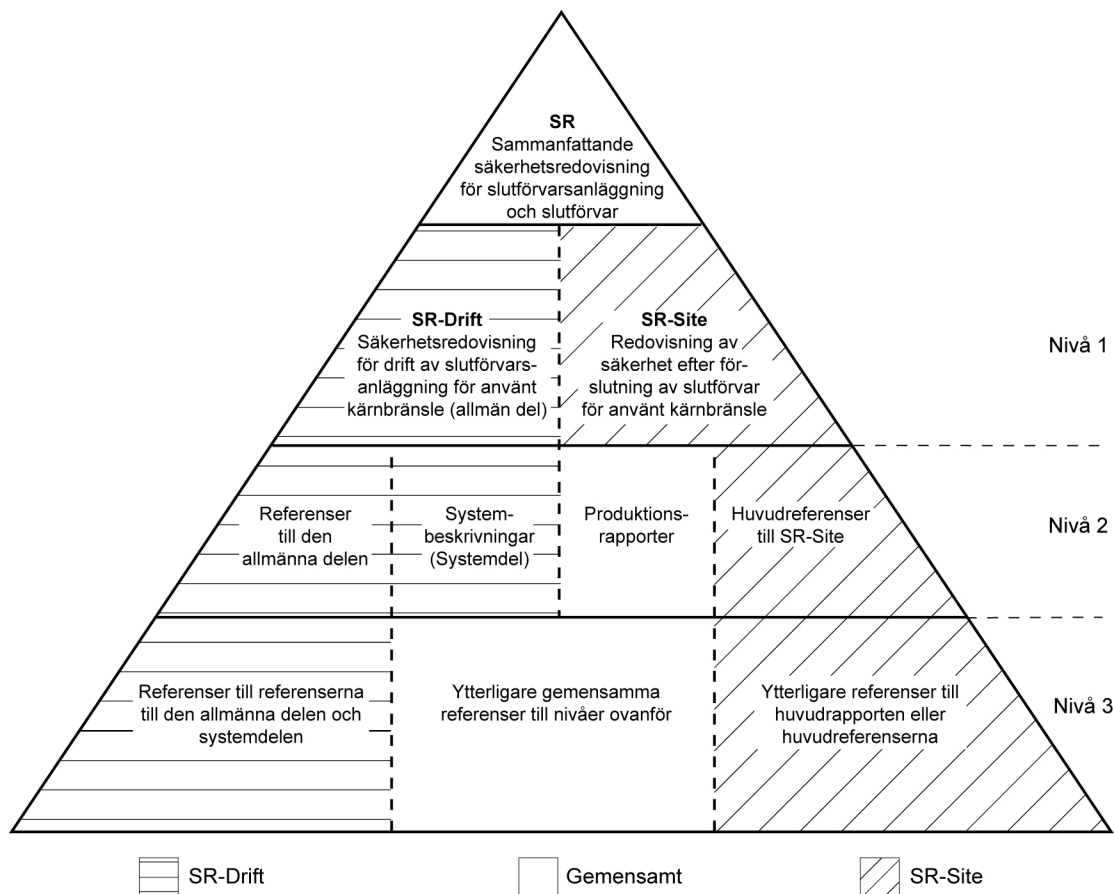 SR
Sammanfattande
säkerhetsredovisning
för slutförvarsanläggning
och slutförvar
SR-Drift
Säkerhetsredovisning
för drift av slutförvars-
anläggning för använt
kärnbränsle (allmän del)
SR-Site
Redovisning av
säkerhet efter för-
slutning av slutförvar
för använt kärnbränsle
Nivå 1
Referenser
till den
allmänna delen
System-
beskrivningar
(Systemdel)
Produktions-
rapporter
Huvudreferenser
till SR-Site
Nivå 2
Referenser till referenserna
till den allmänna delen och
systemdelen
Ytterligare gemensamma
referenser till nivåer ovanför
Ytterligare referenser till
huvudrapporten eller
huvudreferenserna
Nivå 3
SR-Drift
Gemensamt
SR-Site